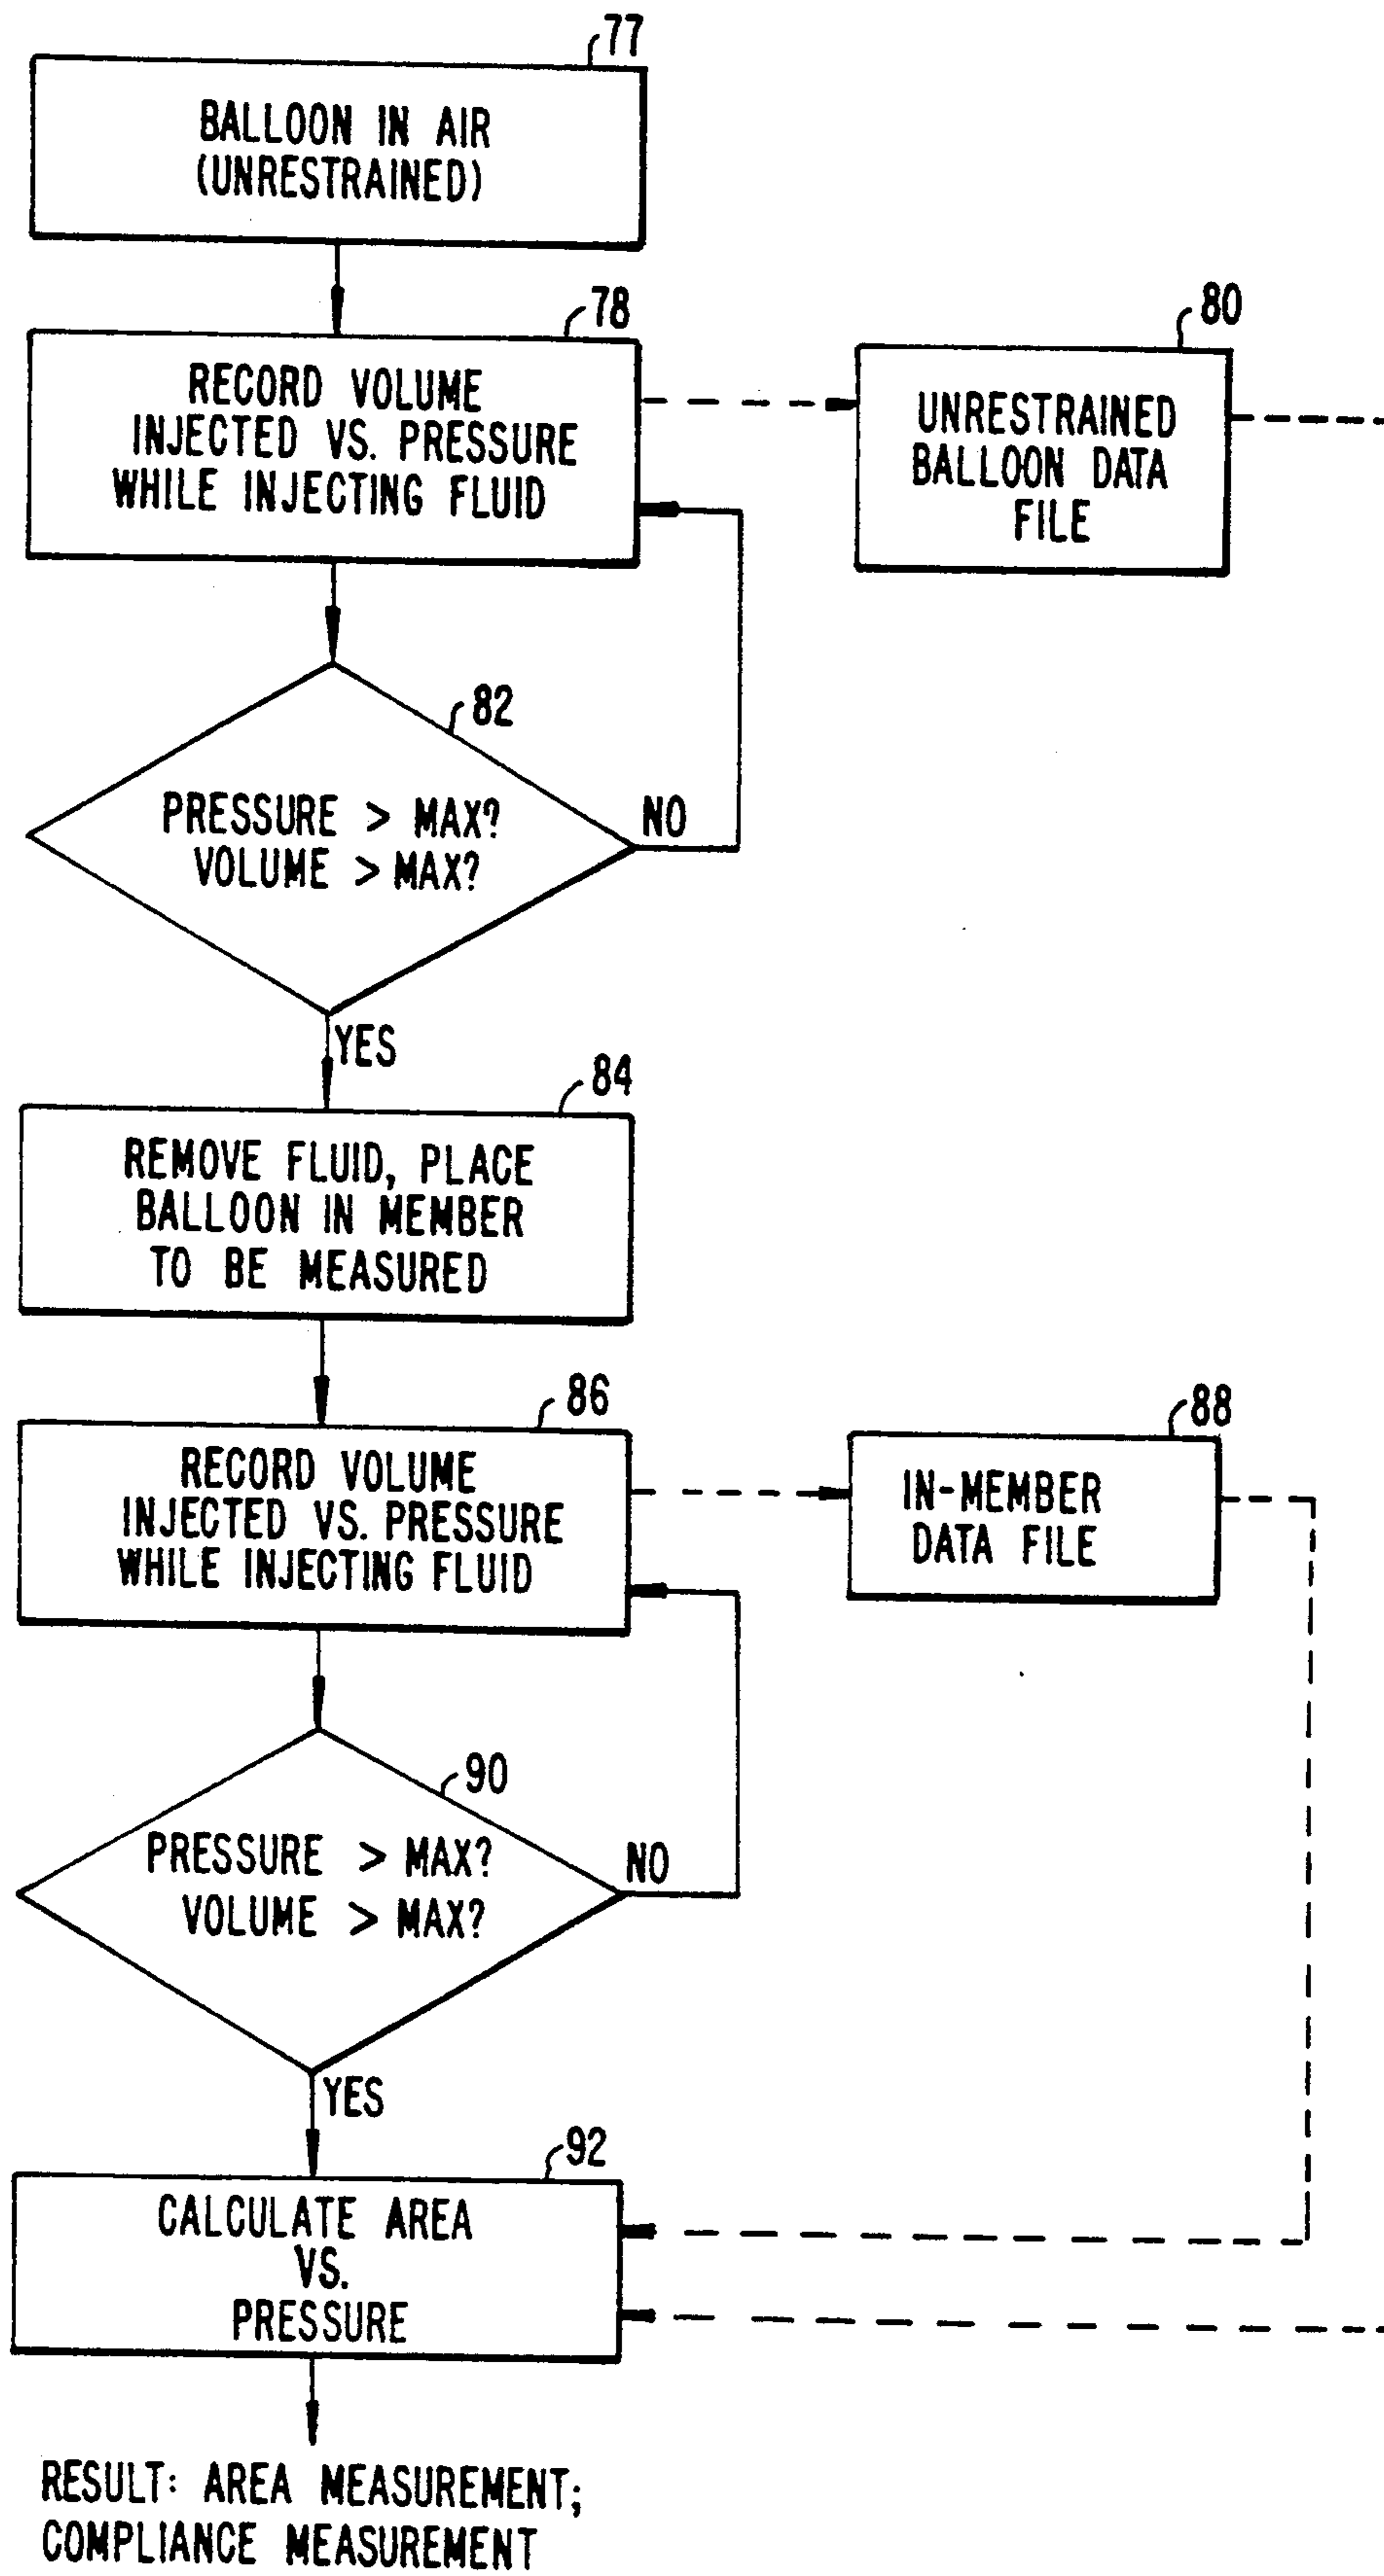 77
BALLOON IN AIR
(UNRESTRAINED)
78
RECORD VOLUME
INJECTED VS. PRESSURE
WHILE INJECTING FLUID
80
UNRESTRAINED
BALLOON DATA
FILE
82
PRESSURE > MAX?
VOLUME > MAX?
NO
YES
84
REMOVE FLUID, PLACE
BALLOON IN MEMBER
TO BE MEASURED
86
RECORD VOLUME
INJECTED VS. PRESSURE
WHILE INJECTING FLUID
88
IN-MEMBER
DATA FILE
90
PRESSURE > MAX?
VOLUME > MAX?
NO
YES
92
CALCULATE AREA
VS.
PRESSURE
RESULT: AREA MEASUREMENT;
COMPLIANCE MEASUREMENT